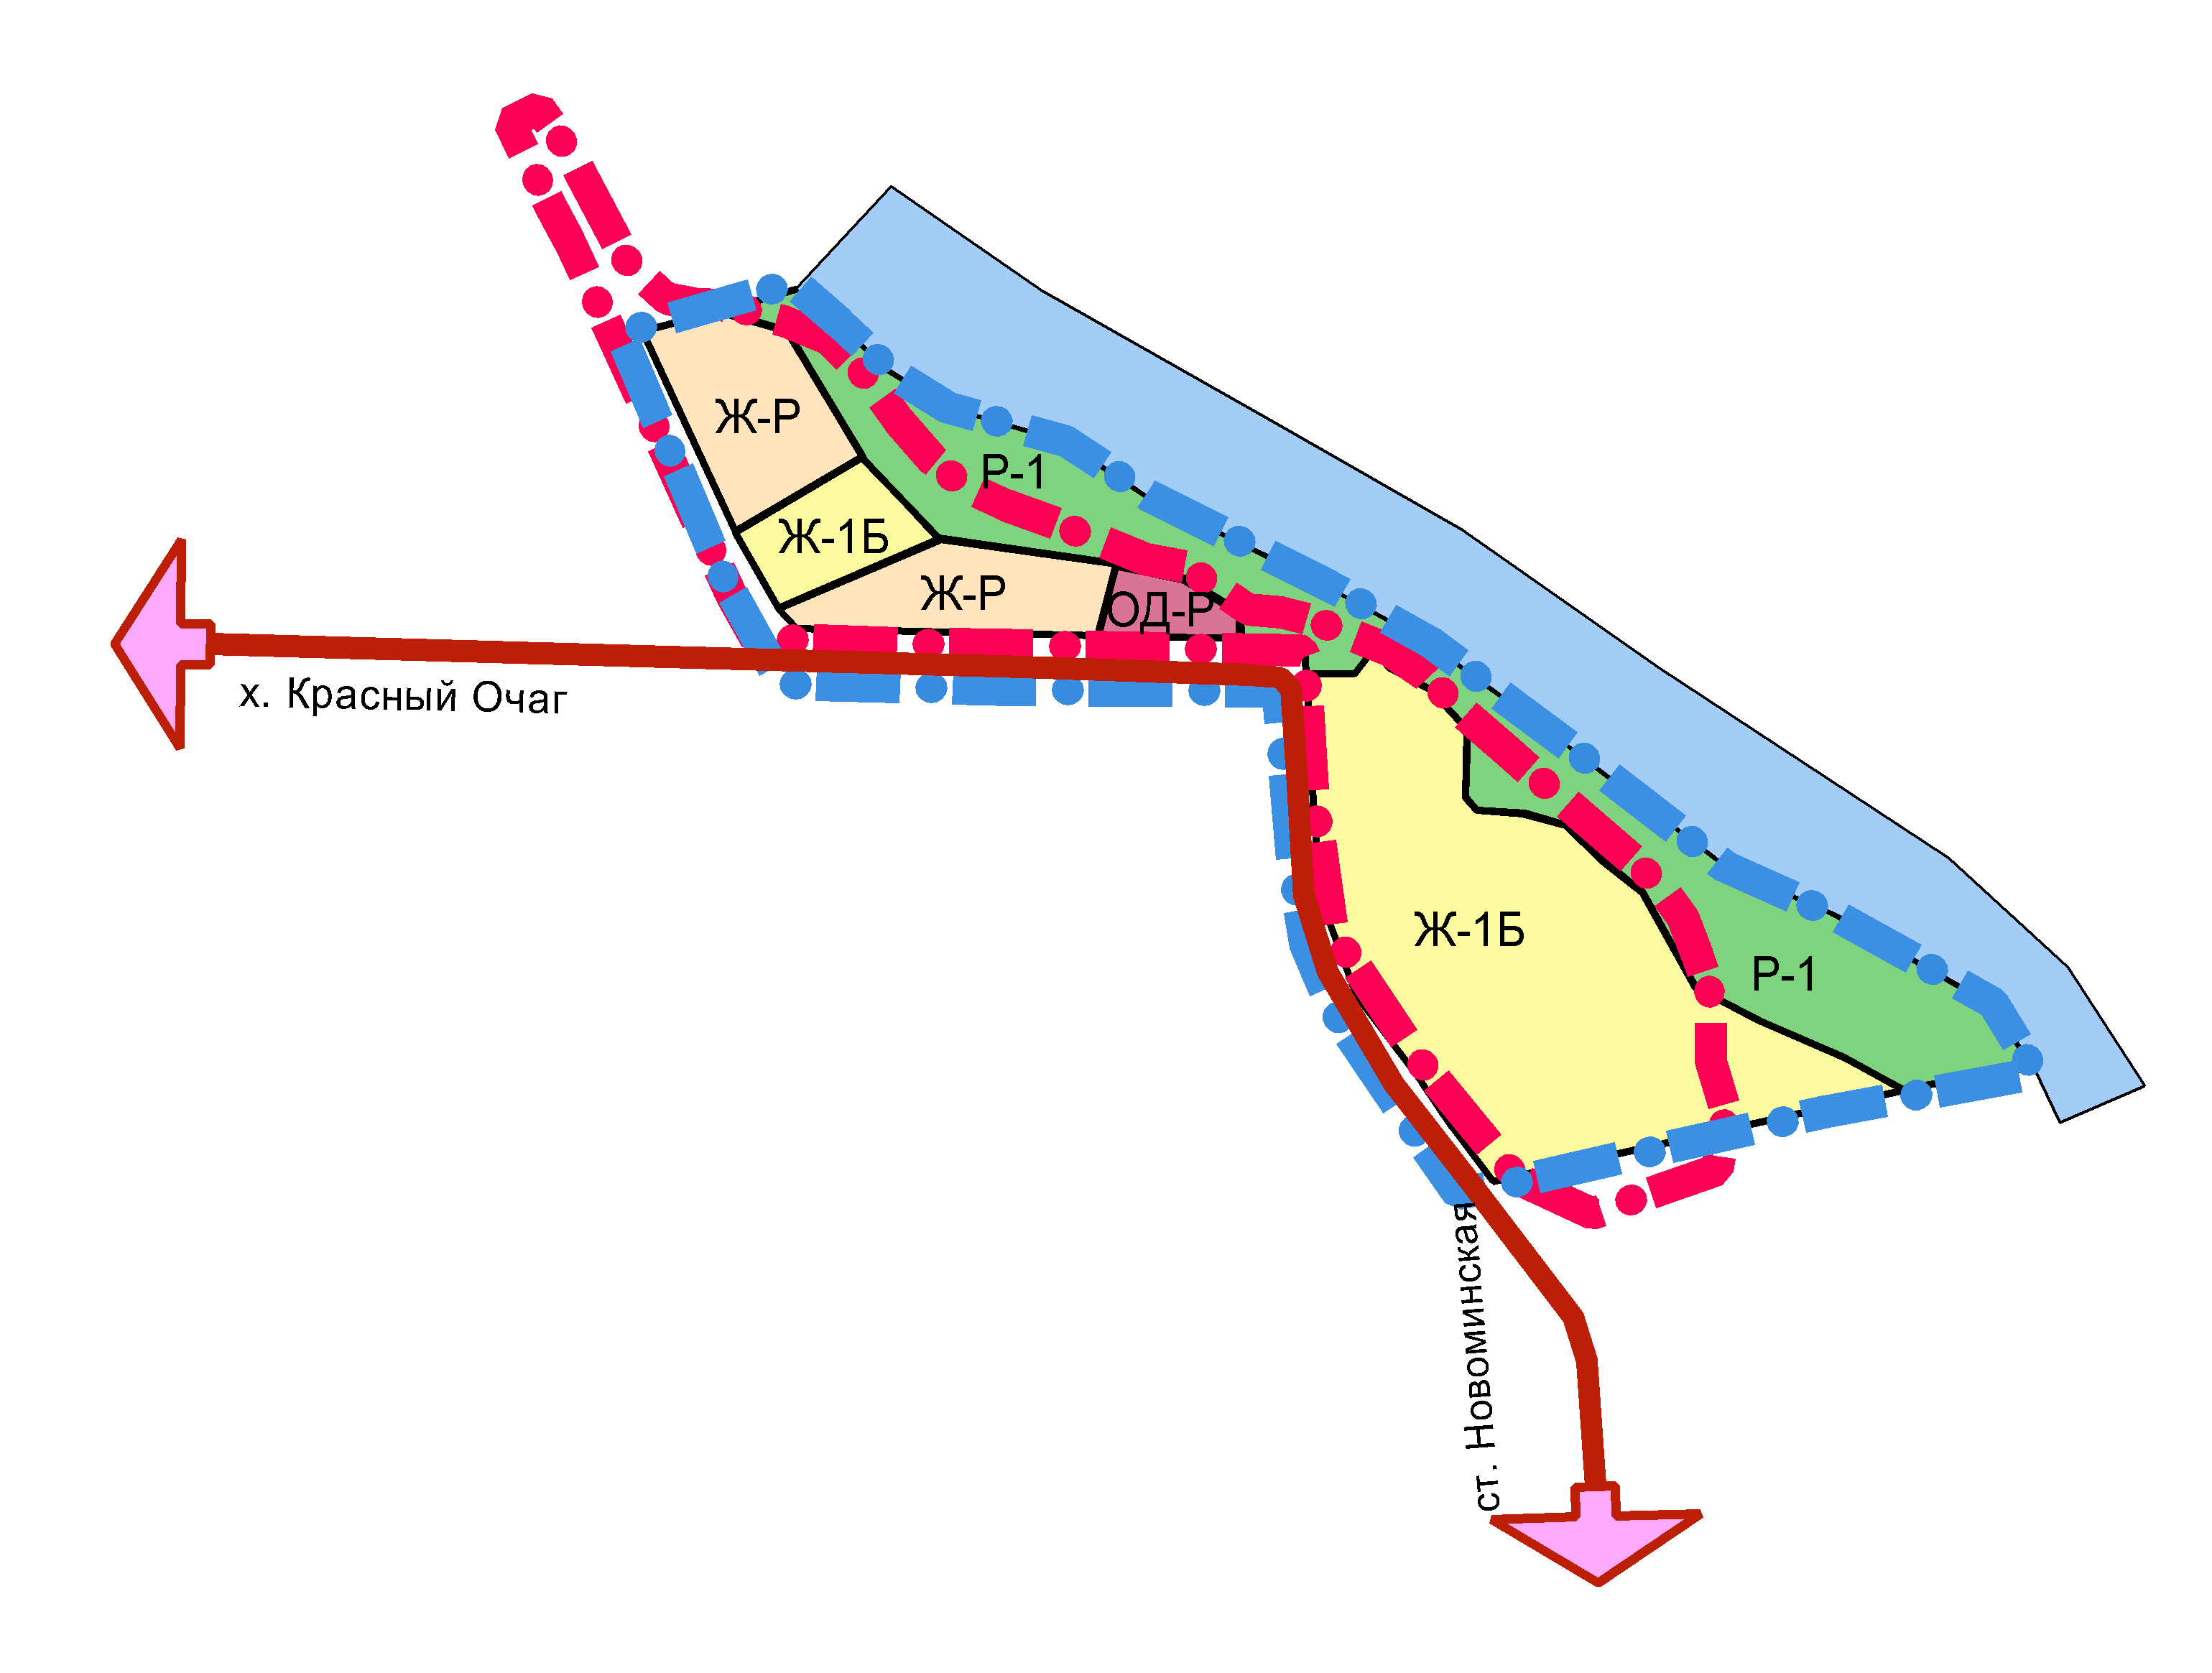 Ж-Р
Р-1
Ж-1Б
Ж-Р
ОД-Р
х. Красный Очаг
Ж-1Б
Р-1
ст. Новоминская